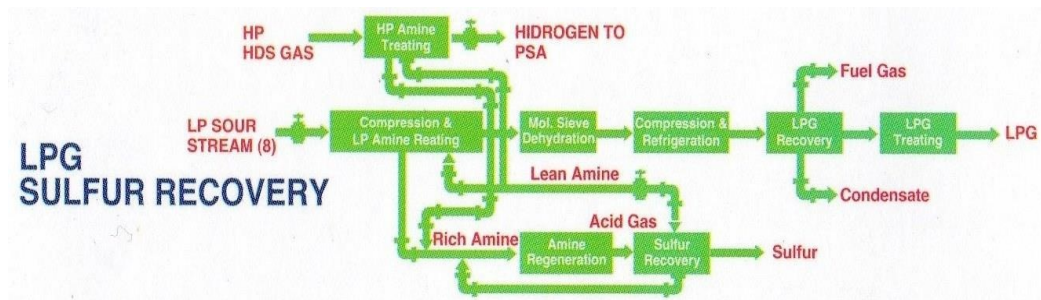 HP
HDS GAS
HP Amine
Treating
HIDROGEN TO
PSA
Fuel Gas
LP SOUR
STREAM (8)
Compression &
LP Amine Reating
Mol. Sieve
Dehydration
Compression &
Refrigeration
LPG
Recovery
LPG
Treating
LPG
LPG
SULFUR RECOVERY
Lean Amine
Condensate
Acid Gas
Rich Amine
Amine
Regeneration
Sulfur
Recovery
Sulfur